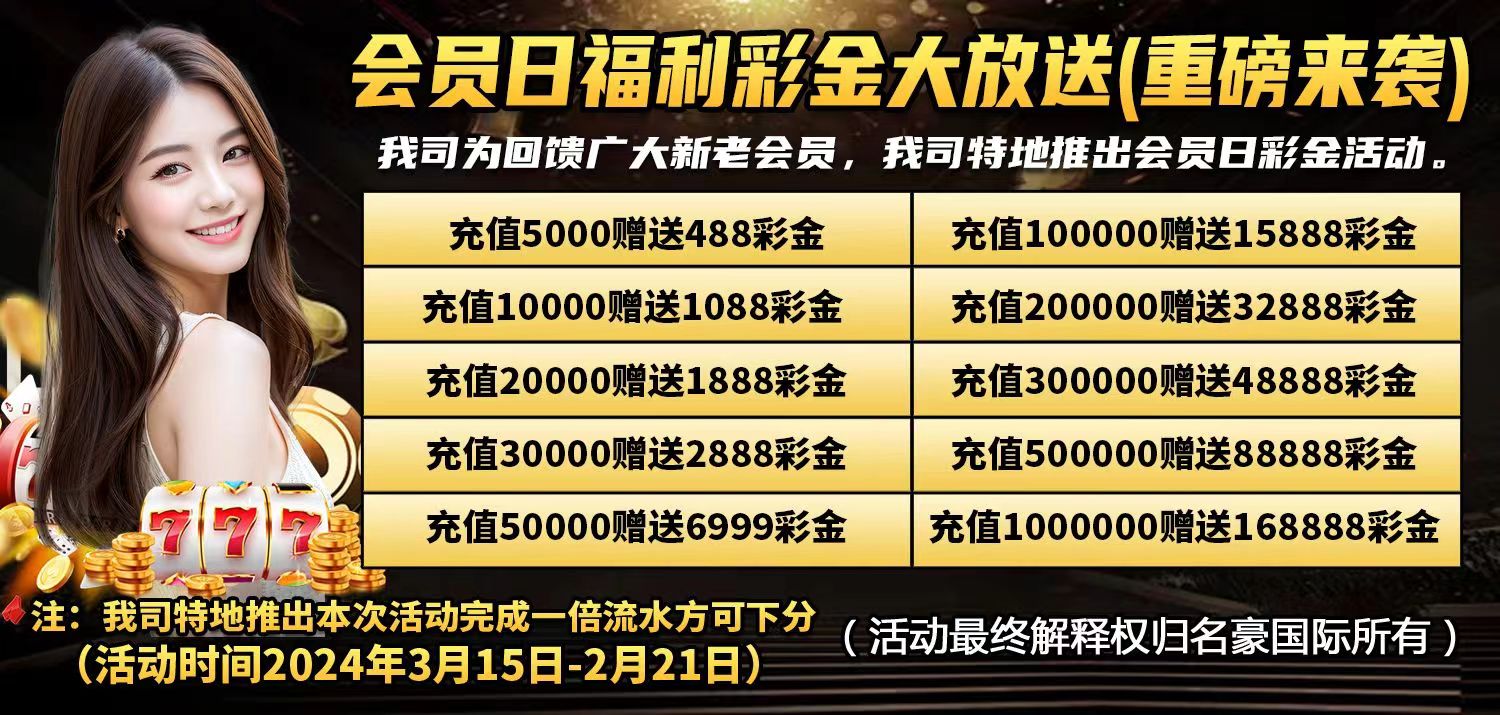 会员日福利彩金大放送(重磅来袭)
我司为回馈广大新老会员，我司特地推出会员日彩金活动。
充值5000赠送488彩金
充值100000赠送15888彩金
充值10000赠送1088彩金
充值200000赠送32888彩金
充值20000赠送1888彩金
充值300000赠送48888彩金
充值30000赠送2888彩金
充值500000赠送88888彩金
充值50000赠送6999彩金
充值1000000赠送168888彩金
777
注：我司特地推出本次活动完成一倍流水方可下分
（活动时间2024年3月15日-2月21日）
（活动最终解释权归名豪国际所有）